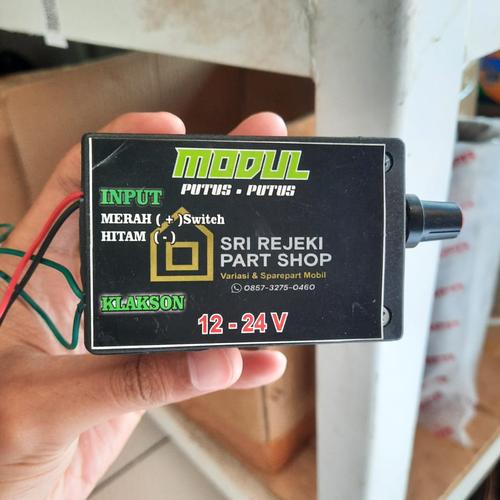 MODUL
PUTUS - PUTUS
INPUT
MERAH ( + )Switch
HITAM ( - )
SRI REJEKI
PART SHOP
Variasi & Sparepart Mobil
0857-3275-0460
KLAKSON
12 - 24 V